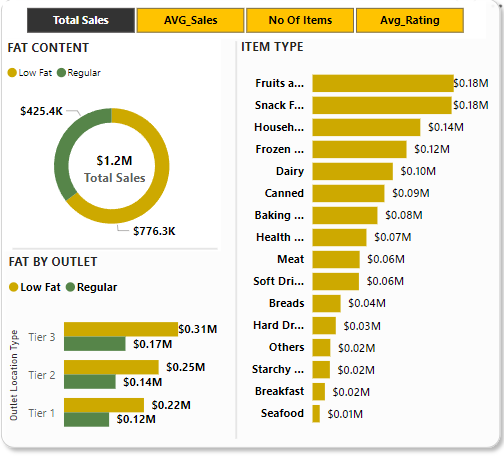 Total Sales
AVG_Sales
No Of Items
Avg_Rating
FAT CONTENT
Low Fat
Regular
$425.4K
$1.2M
Total Sales
$776.3K
FAT BY OUTLET
Low Fat
Regular
Outlet Location Type
Tier 3
$0.31M
$0.17M
Tier 2
$0.25M
$0.14M
Tier 1
$0.22M
$0.12M
ITEM TYPE
Fruits a... $0.18M
Snack F... $0.18M
Househ... $0.14M
Frozen ... $0.12M
Dairy $0.10M
Canned $0.09M
Baking ... $0.08M
Health ... $0.07M
Meat $0.06M
Soft Dri... $0.06M
Breads $0.04M
Hard Dr... $0.03M
Others $0.02M
Starchy ... $0.02M
Breakfast $0.02M
Seafood $0.01M